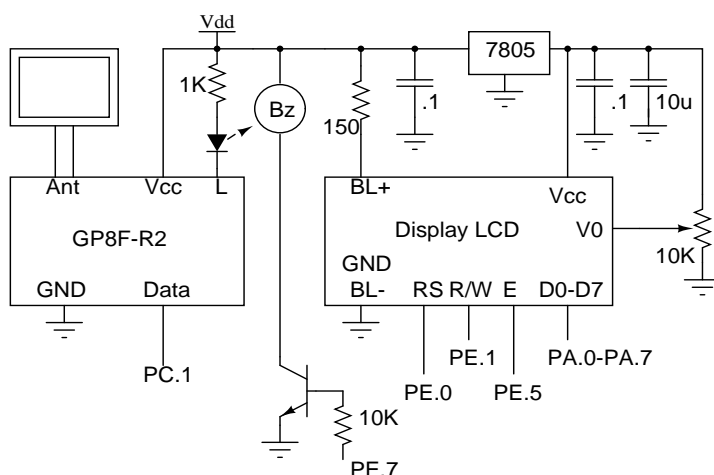 Vdd
7805
1K
Bz
.1
.1
10u
150
Ant
Vcc
L
BL+
Vcc
GP8F-R2
Display LCD
V0
10K
GND
Data
GND
BL-
RS
R/W
E
D0-D7
PC.1
PE.0
PE.1
PE.5
PA.0-PA.7
10K